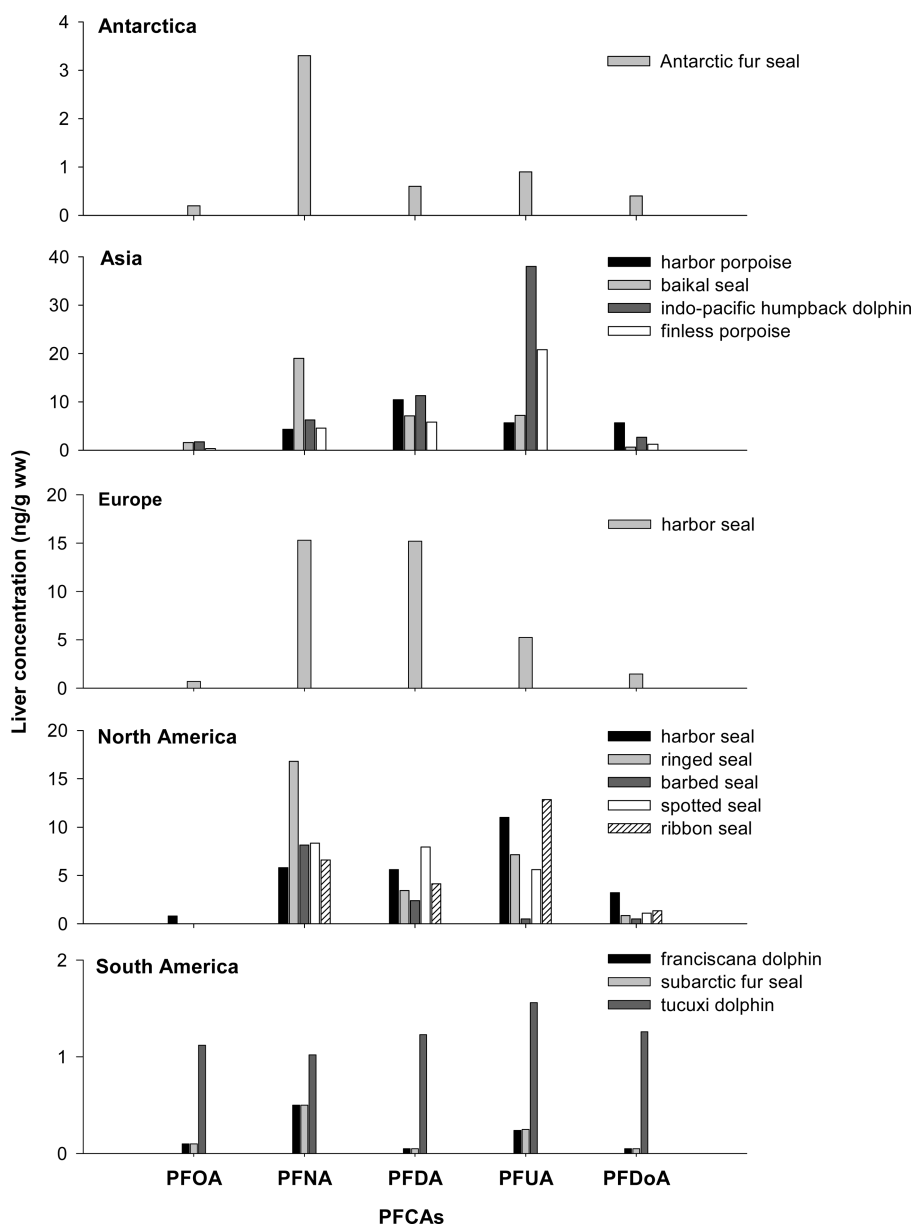 Antarctica
4
3
2
1
0
Antarctic fur seal
Asia
40
30
20
10
0
harbor porpoise
baikal seal
indo-pacific humpback dolphin
finless porpoise
Liver concentration (ng/g ww)
Europe
20
15
10
5
0
harbor seal
North America
20
15
10
5
0
harbor seal
ringed seal
barbed seal
spotted seal
ribbon seal
South America
2
1
0
franciscana dolphin
subarctic fur seal
tucuxi dolphin
PFOA PFNA PFDA PFUA PFDoA
PFCAs